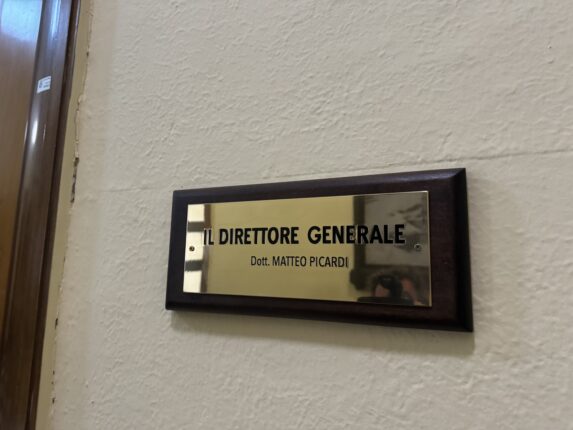 IL DIRETTORE GENERALE
Dott. MATTEO PICARDI